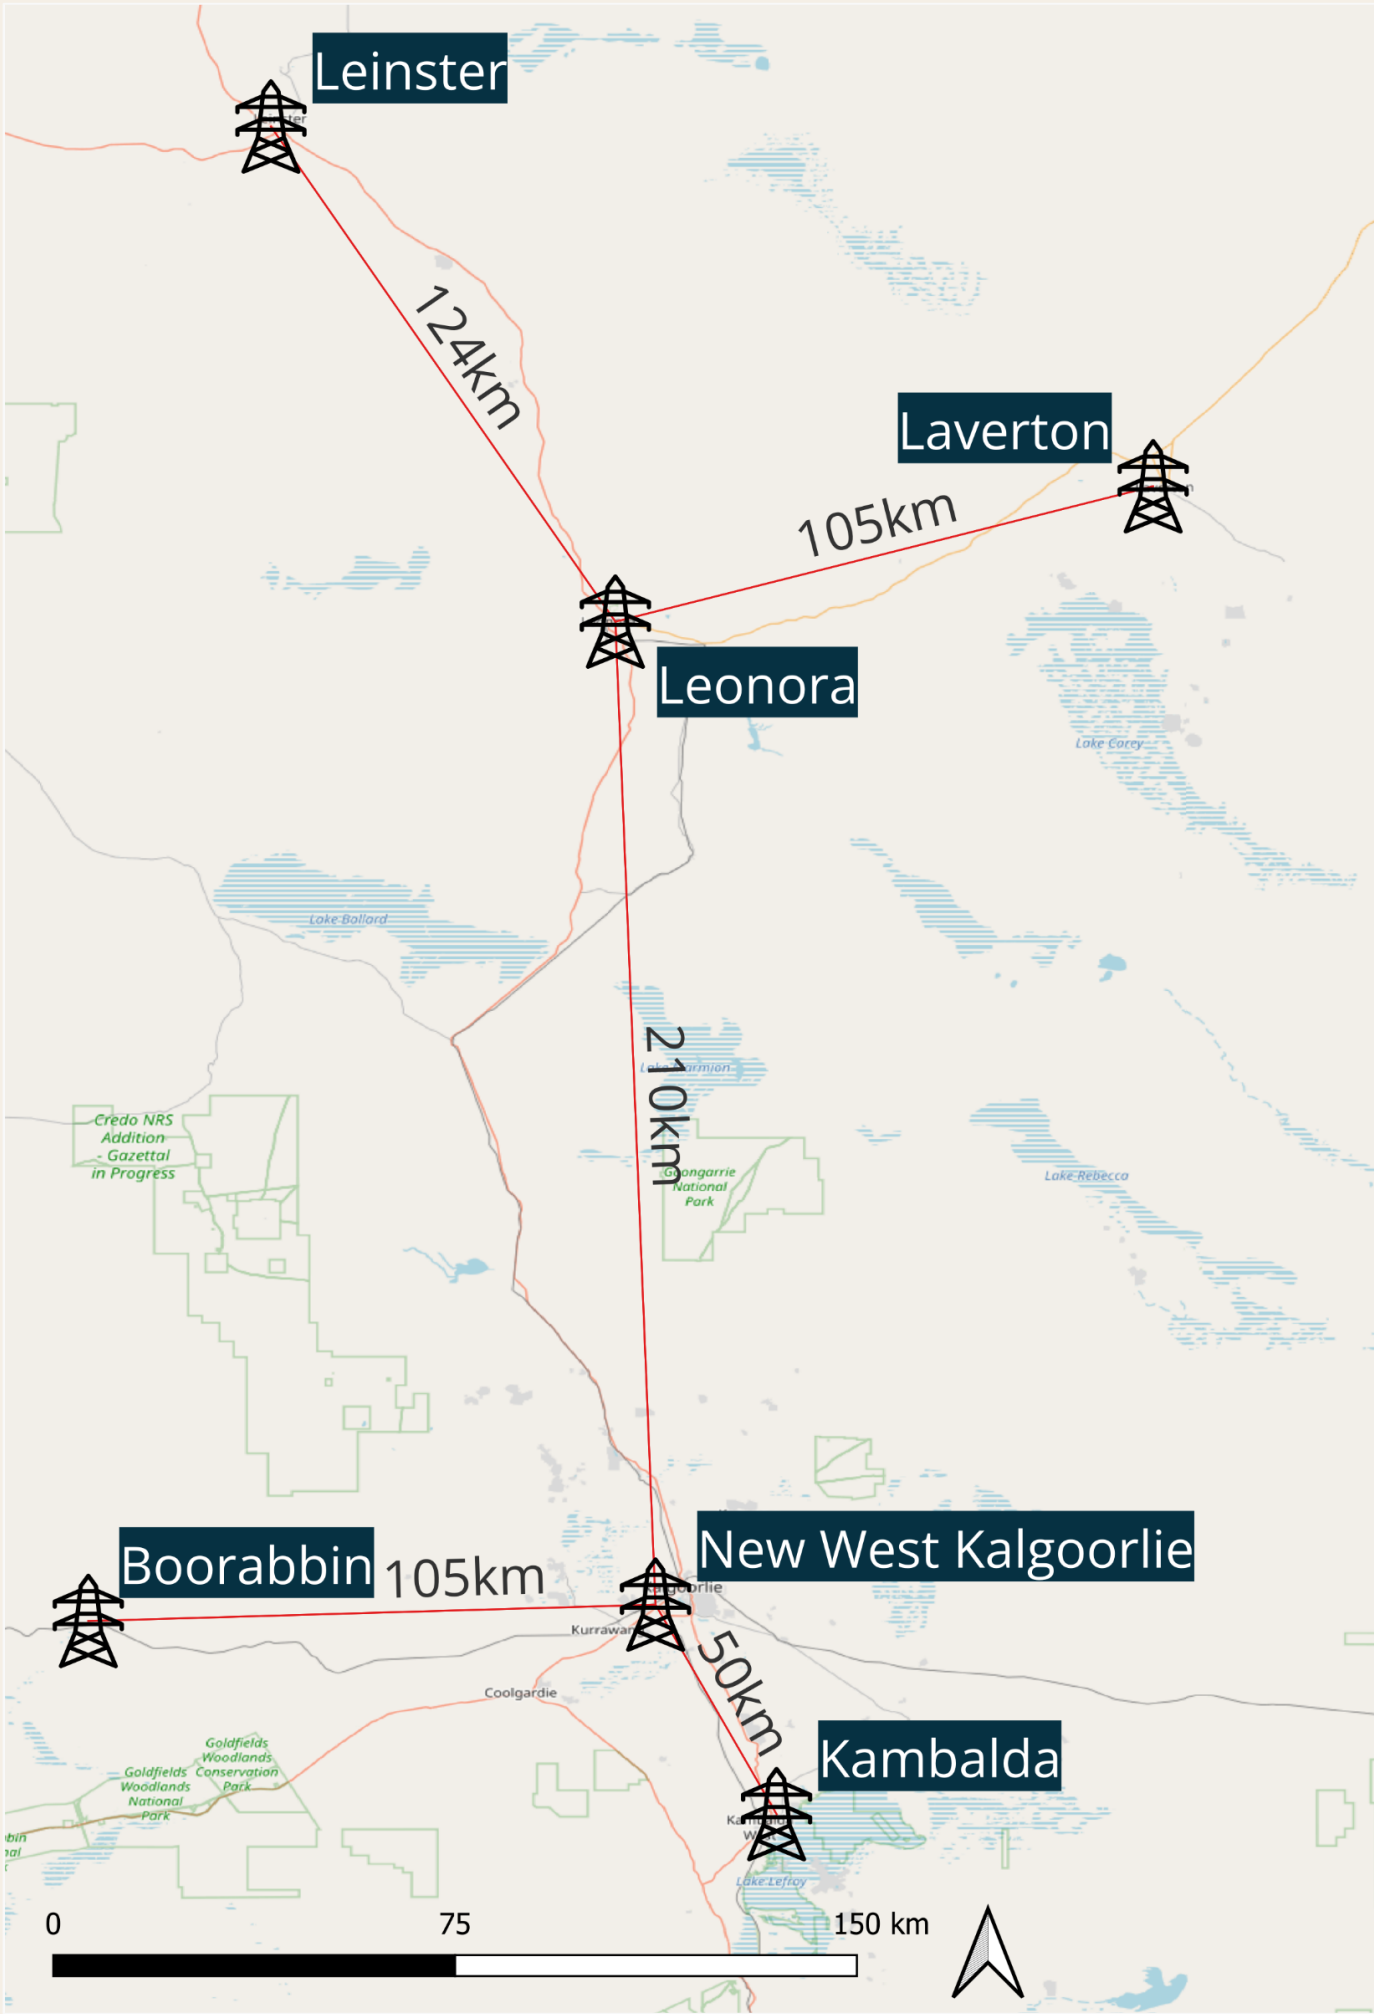 Leinster
124km
Laverton
105km
Leonora
Lake Carey
Lake Ballard
210km
Credo NRS
Addition
- Gazettal
in Progress
Goongarrie
National
Park
Lake Rebecca
Boorabbin
105km
New West Kalgoorlie
Coolgardie
50km
Kambalda
Goldfields
Woodlands
Conservation
Park
Goldfields
Woodlands
National
Park
Lake Lefroy
0 75 150 km